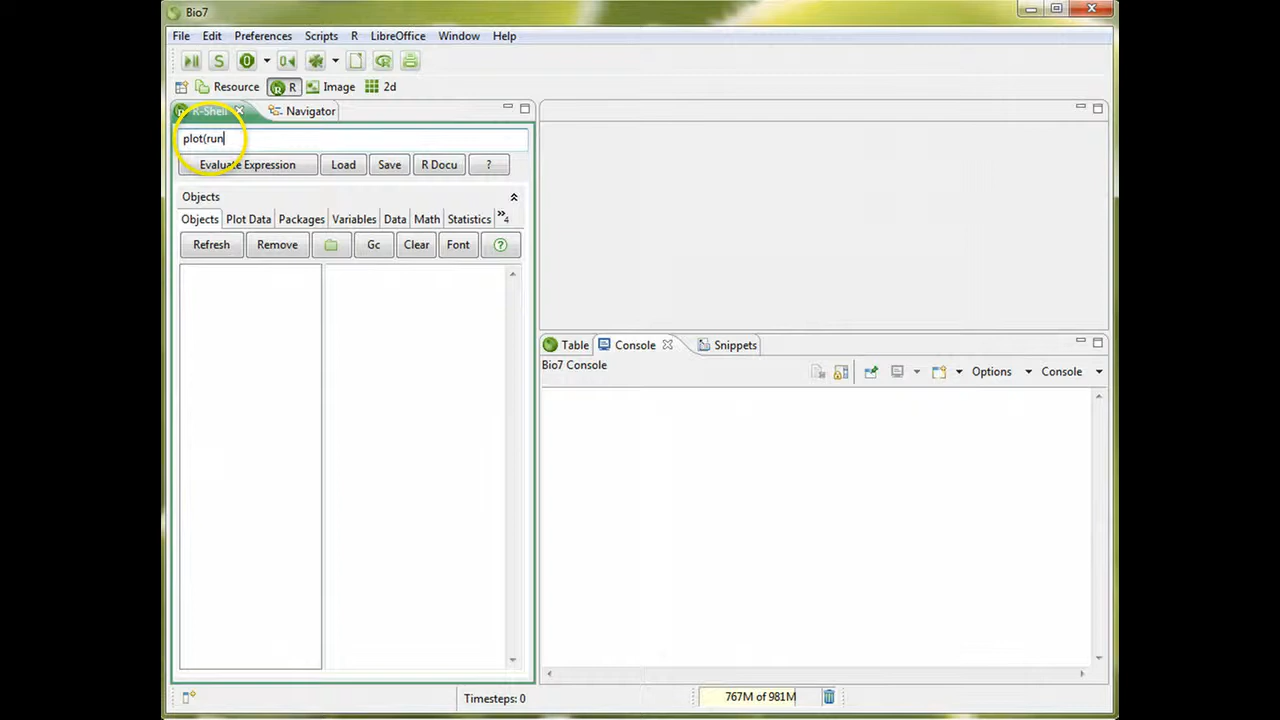 Bio7
File Edit Preferences Scripts R LibreOffice Window Help
Resource R Image 2d
R-Shell Navigator
plot(run
Evaluate Expression Load Save R Docu ?
Objects
Objects Plot Data Packages Variables Data Math Statistics »4
Refresh Remove Gc Clear Font ?
Table Console Snippets
Bio7 Console
Options Console
Timesteps: 0
767M of 981M